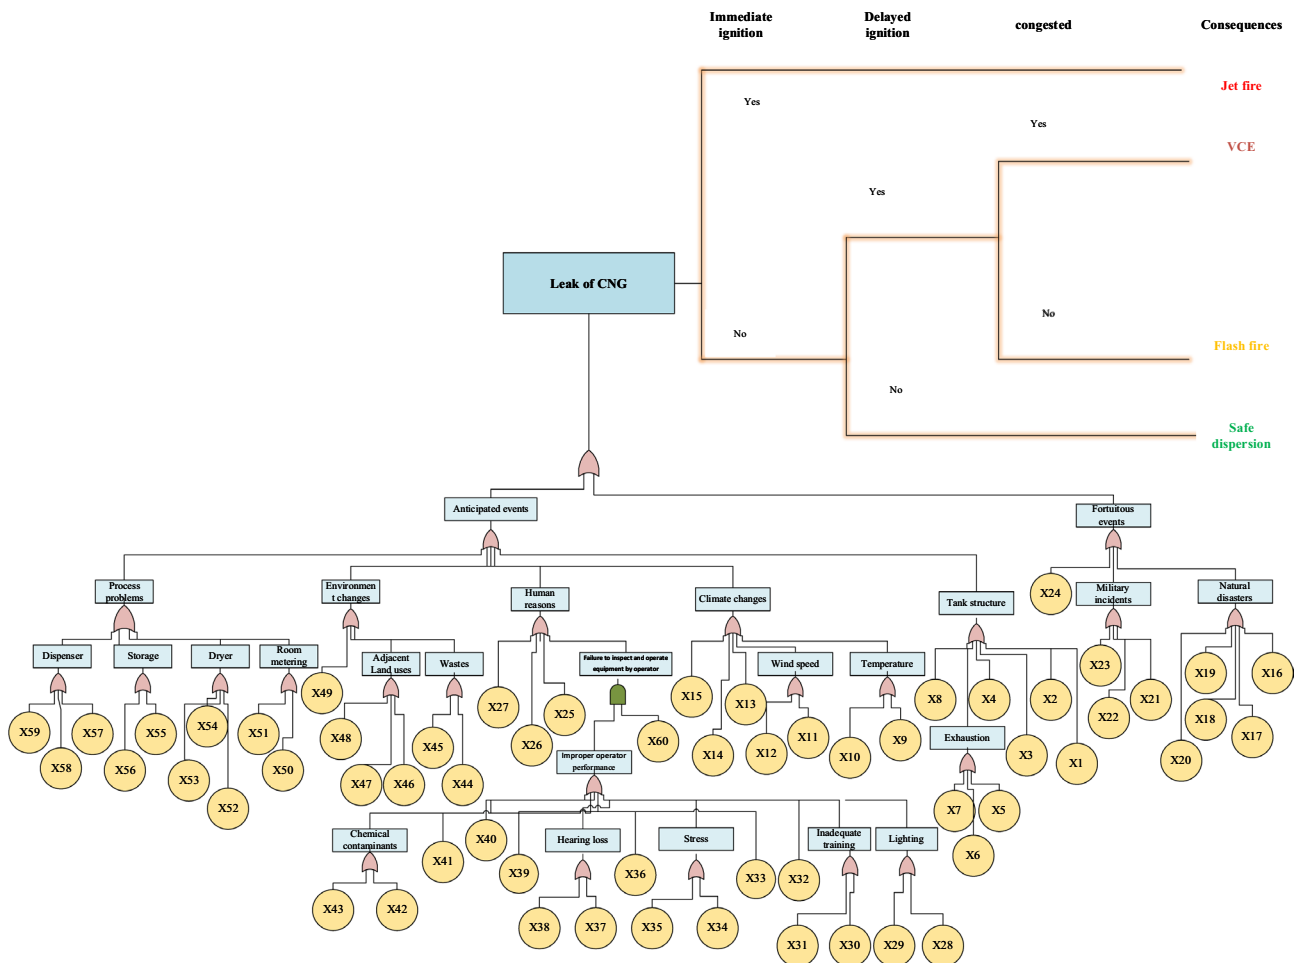 Immediate
ignition
Delayed
ignition
congested
Consequences
Jet fire
Yes
Yes
VCE
Yes
Leak of CNG
No
No
Flash fire
No
Safe
dispersion
Anticipated events
Fortuitous
events
Process
problems
Environmen
t changes
Human
reasons
Climate changes
Tank structure
X24
Military
incidents
Natural
disasters
Dispenser
Storage
Dryer
Room
metering
X49
Adjacent
Land uses
Wastes
Failure to inspect and operate
equipment by operator
Wind speed
Temperature
X59
X58
X57
X56
X55
X54
X53
X52
X51
X50
X48
X47
X46
X45
X44
X27
X26
X25
X60
X15
X14
X13
X12
X11
X10
X9
X8
X4
X2
X3
X1
X23
X22
X21
X19
X18
X20
X17
X16
Exhaustion
X7
X5
X6
Improper operator
performance
Chemical
contaminants
X41
X40
X39
Hearing loss
X36
Stress
X33
X32
Inadequate
training
Lighting
X43
X42
X38
X37
X35
X34
X31
X30
X29
X28